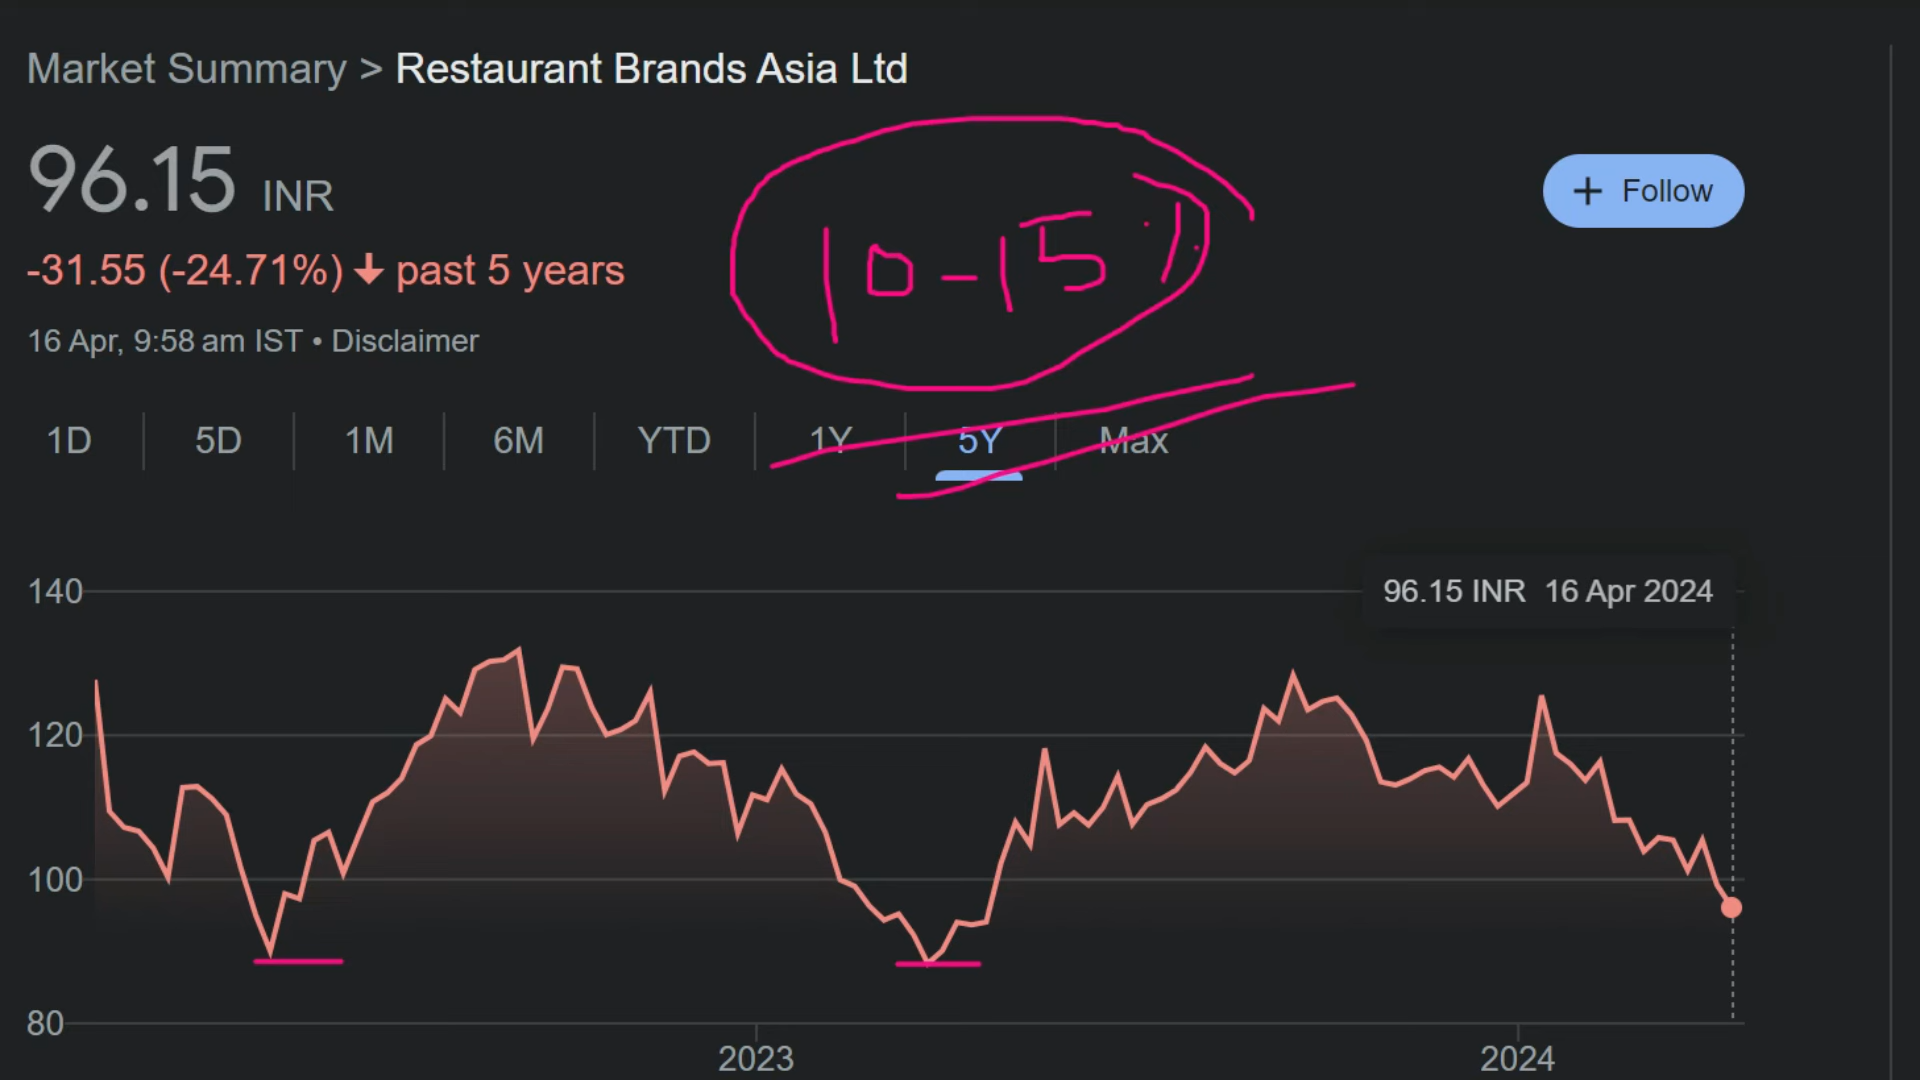 Market Summary > Restaurant Brands Asia Ltd
96.15 INR
+ Follow
10-15%
-31.55 (-24.71%) ↓ past 5 years
16 Apr, 9:58 am IST • Disclaimer
1D 5D 1M 6M YTD 1Y 5Y Max
140
96.15 INR 16 Apr 2024
120
100
80
2023 2024